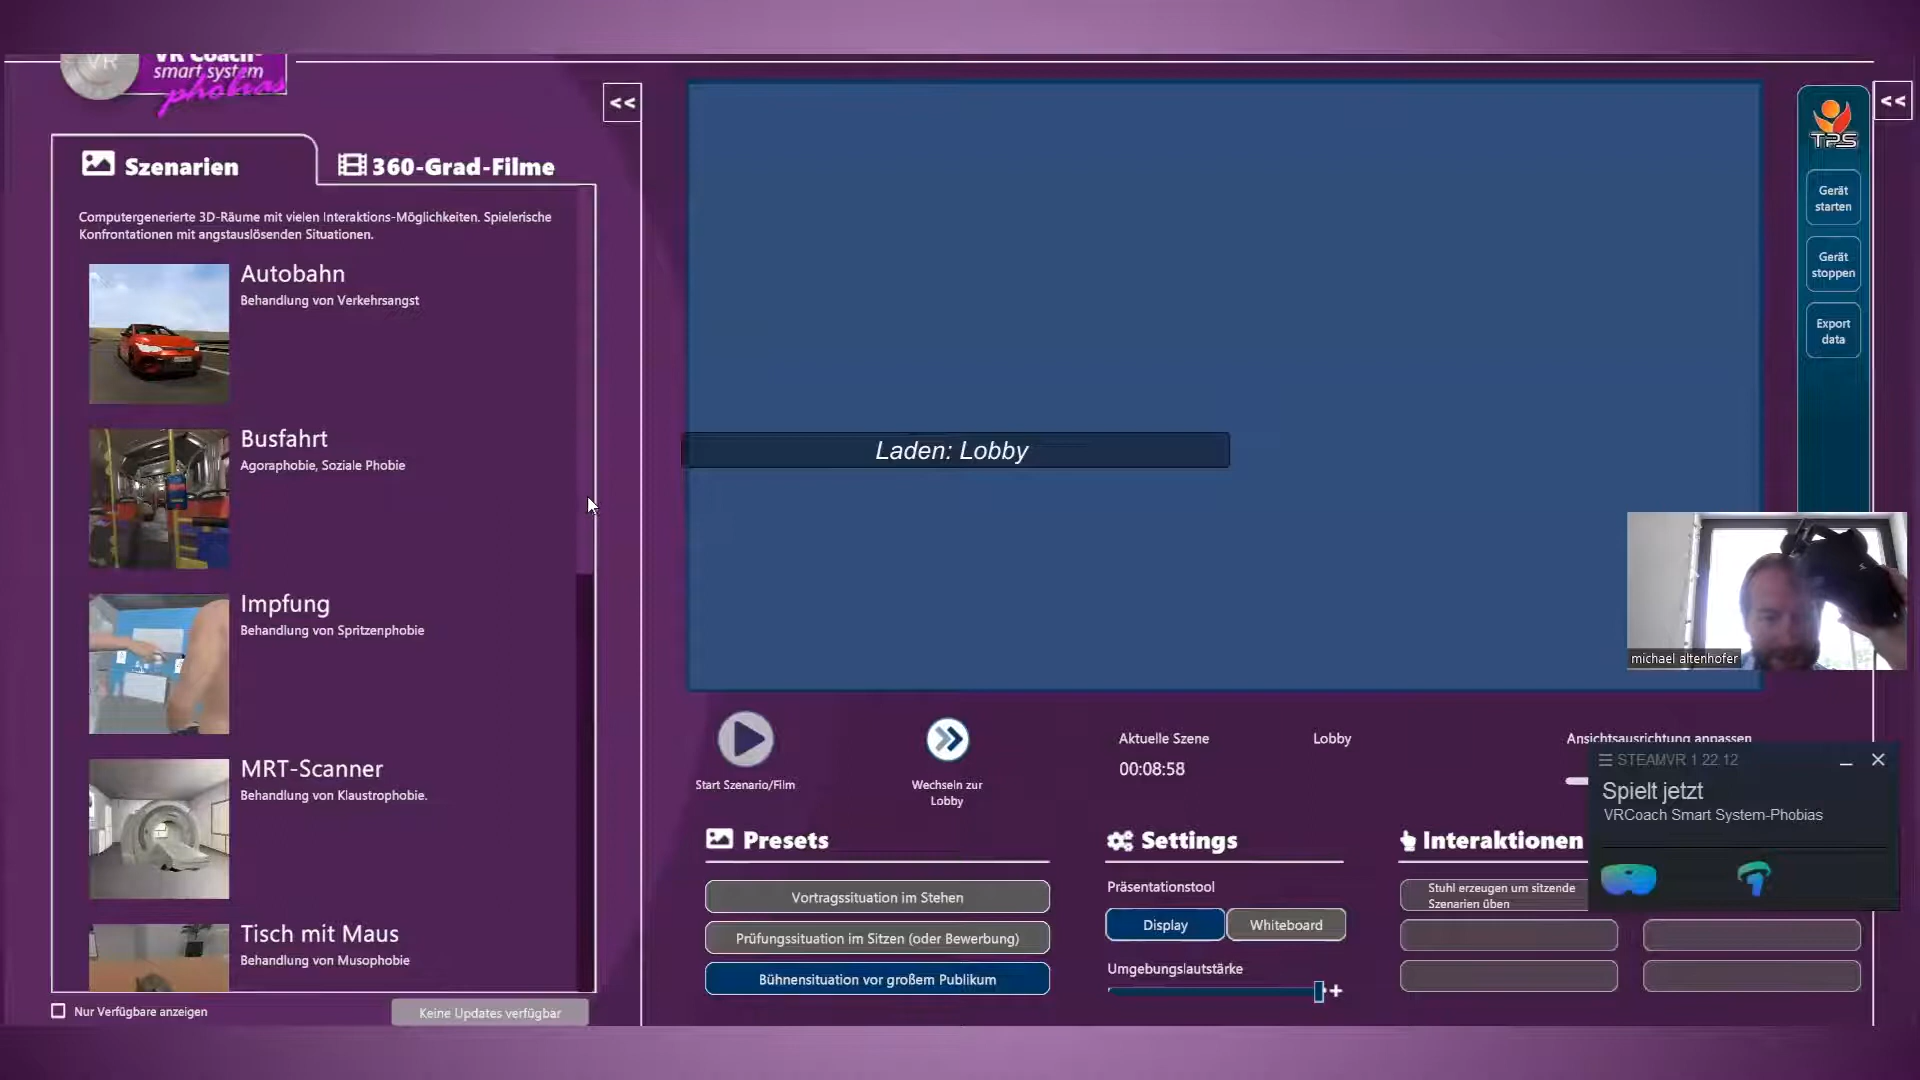 VR
VR Coach
smart system
phobias
<<
<<
TPS
Szenarien
360-Grad-Filme
Computergenerierte 3D-Räume mit vielen Interaktions-Möglichkeiten. Spielerische
Konfrontationen mit angstauslösenden Situationen.
Autobahn
Behandlung von Verkehrsangst
Busfahrt
Agoraphobie, Soziale Phobie
Impfung
Behandlung von Spritzenphobie
MRT-Scanner
Behandlung von Klaustrophobie.
Tisch mit Maus
Behandlung von Musophobie
Nur Verfügbare anzeigen
Keine Updates verfügbar
Laden: Lobby
Gerät
starten
Gerät
stoppen
Export
data
michael altenhofer
Start Szenario/Film
Wechseln zur
Lobby
Aktuelle Szene
Lobby
00:08:58
Ansichtsausrichtung anpassen
STEAMVR 1.22.12
Spielt jetzt
VRCoach Smart System-Phobias
Presets
Vortragssituation im Stehen
Prüfungssituation im Sitzen (oder Bewerbung)
Bühnensituation vor großem Publikum
Settings
Präsentationstool
Display
Whiteboard
Umgebungslautstärke
+
Interaktionen
Stuhl erzeugen um sitzende
Szenarien üben